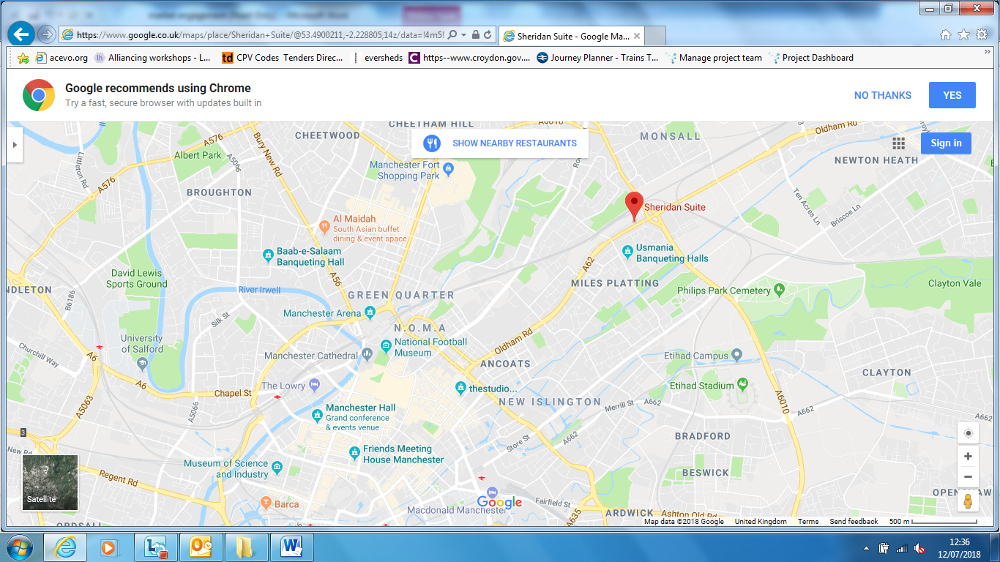 https://www.google.co.uk/maps/place/Sheridan+Suite/@53.4900211,-2.228805,14z/data=!4m5!
Sheridan Suite - Google Ma...
acevo.org
Alliancing workshops - L...
td CPV Codes Tenders Direc...
eversheds
C https--www.croydon.gov....
Journey Planner - Trains T...
Manage project team
Project Dashboard
Google recommends using Chrome
Try a fast, secure browser with updates built in
NO THANKS
YES
SHOW NEARBY RESTAURANTS
Sign in
CHEETHAM HILL
CHEETWOOD
MONSALL
Oldham Rd
NEWTON HEATH
A576
A576
Bury New Rd
Albert Park
A6056
Littleton Rd
Manchester Fort
Shopping Park
BROUGHTON
Sheridan Suite
Ten Acres Ln
Briscoe Ln
Al Maidah
South Asian buffet
dining & event space
Baab-e-Salaam
Banqueting Hall
Usmania
Banqueting Halls
A62
A56
David Lewis
Sports Ground
MILES PLATTING
Clayton Vale
NDLETON
B6186
River Irwell
GREEN QUARTER
Philips Park Cemetery
Manchester Arena
Silk St
N.O.M.A
University
of Salford
National Football
Museum
Oldham Rd
Churchill Way
A6
Manchester Cathedral
ANCOATS
Etihad Campus
CLAYTON
The Lowry
A6
Chapel St
thestudio...
Etihad Stadium
NEW ISLINGTON
Merrill St
A662
A6010
A662
A662
A5063
A5066
Manchester Hall
Grand conference
& events venue
3
New Rd
BRADFORD
Store St
A662
Friends Meeting
House Manchester
Museum of Science
and Industry
Regent Rd
BESWICK
Satellite
Barca
Macdonald Manchester
Google
Fairfield St
A635
ARDWICK
Ashton Old Rd
ORDSALL
Map data ©2018 Google
United Kingdom
Terms
Send feedback
500 m
12:36
12/07/2018